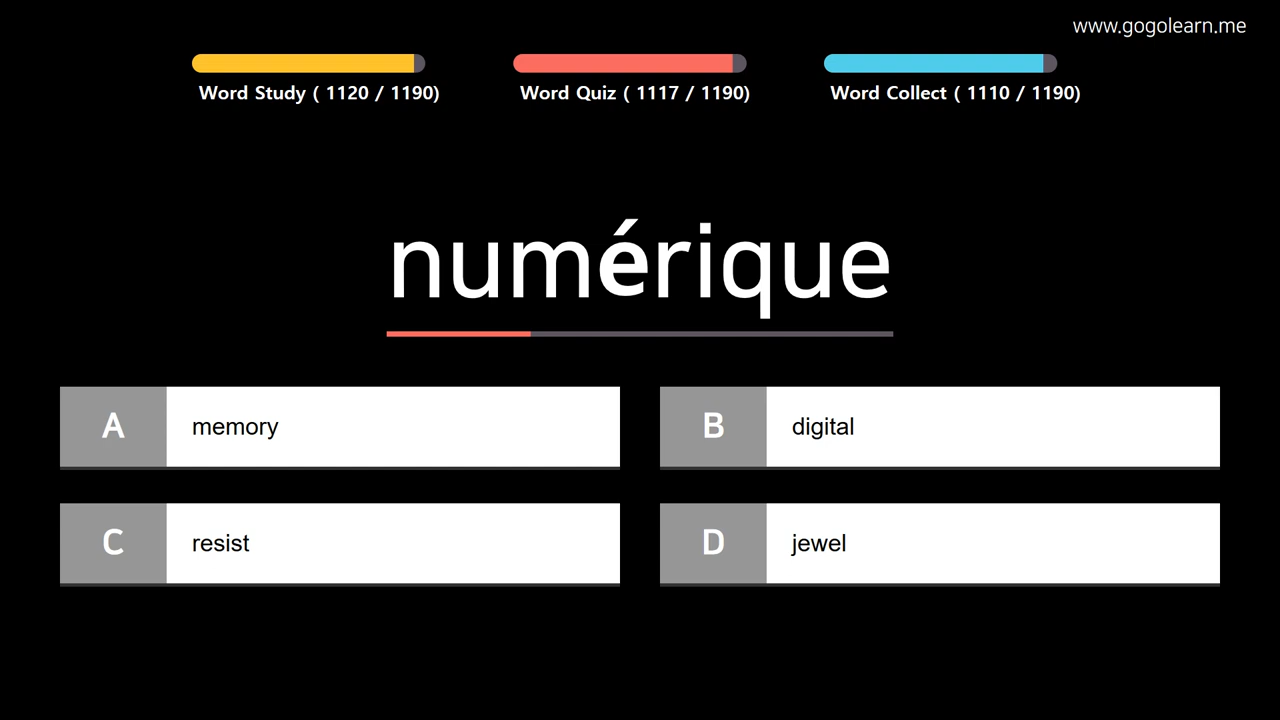 www.gogolearn.me
Word Study ( 1120 / 1190)
Word Quiz ( 1117 / 1190)
Word Collect ( 1110 / 1190)
numérique
A memory
B digital
C resist
D jewel